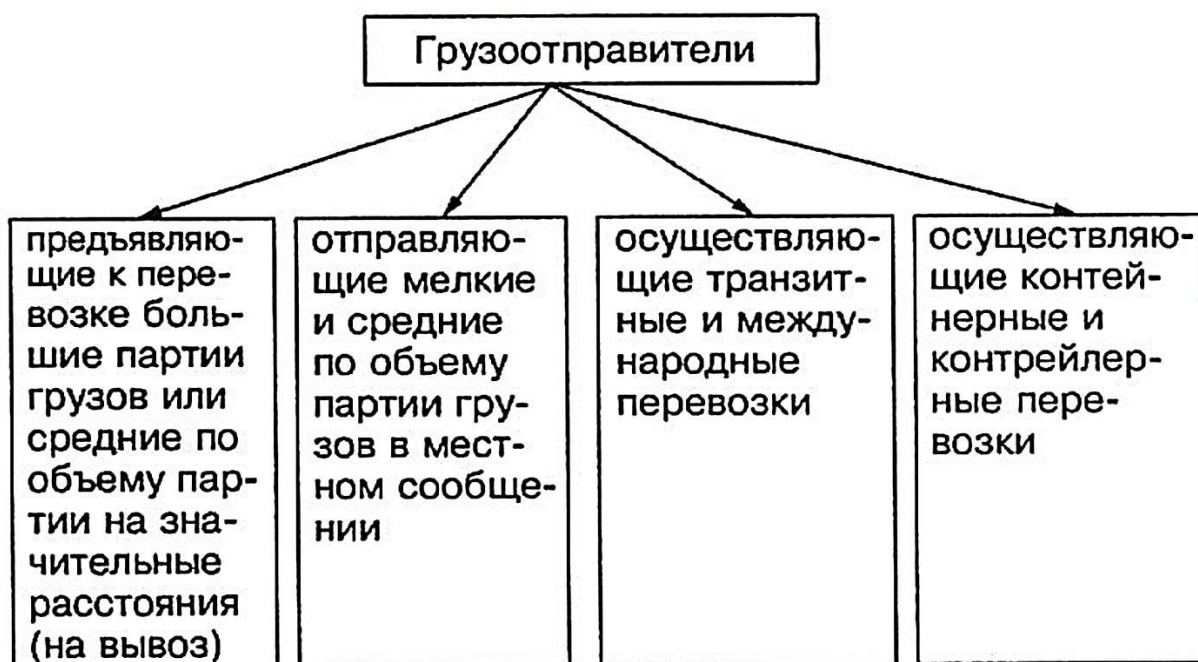 Грузоотправители
предъявляю-
щие к пере-
возке боль-
шие партии
грузов или
средние по
объему пар-
тии на зна-
чительные
расстояния
(на вывоз)
отправляю-
щие мелкие
и средние
по объему
партии гру-
зов в мест-
ном сообще-
нии
осуществляю-
щие транзит-
ные и между-
народные
перевозки
осуществляю-
щие контей-
нерные и
контрейлер-
ные пере-
возки